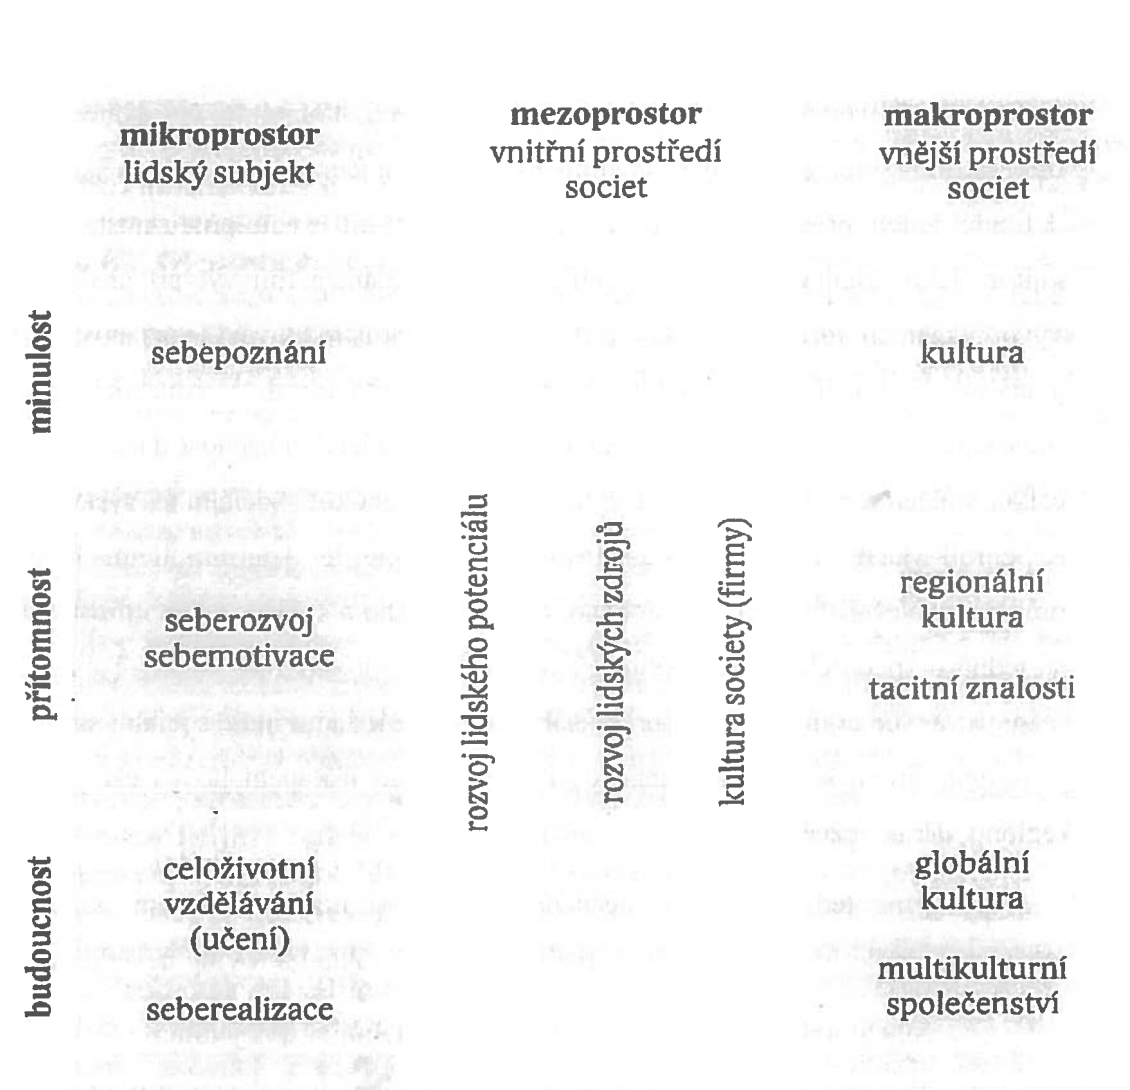 mikroprostor
lidský subjekt
mezoprostor
vnitřní prostředí
societ
makroprostor
vnější prostředí
societ
minulost
sebepoznání
kultura
přítomnost
seberozvoj
sebemotivace
rozvoj lidského potenciálu
rozvoj lidských zdrojů
kultura society (firmy)
regionální
kultura
tacitní znalosti
budoucnost
celoživotní
vzdělávání
(učení)
seberealizace
globální
kultura
multikulturní
společenství